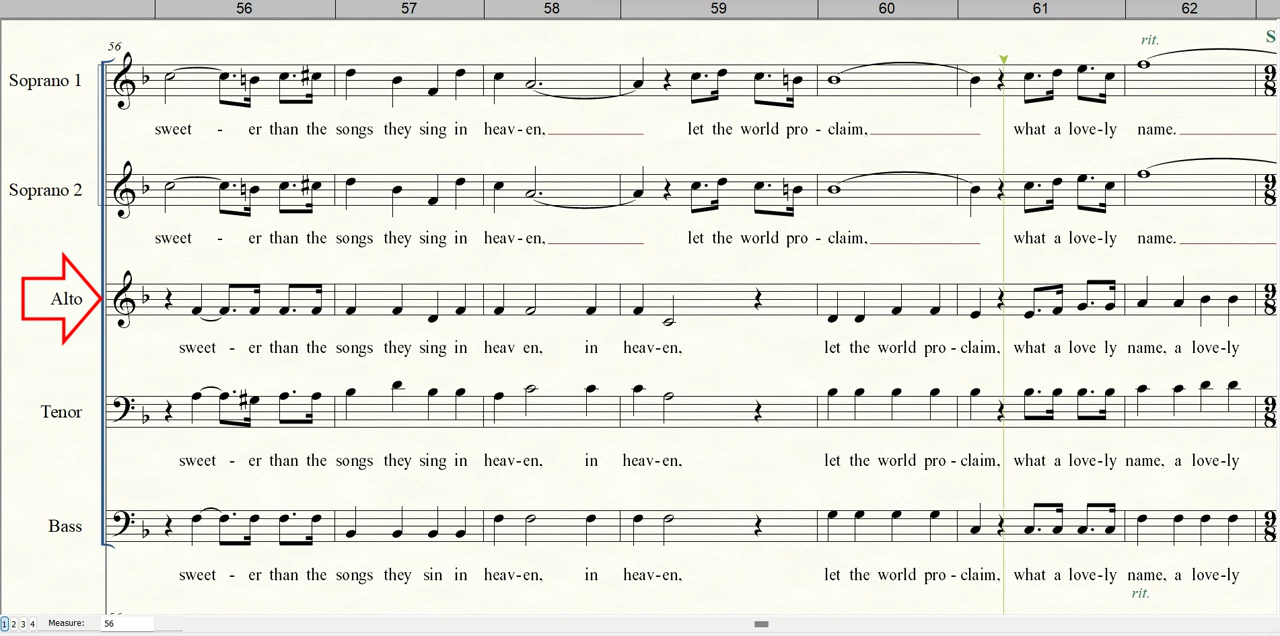 56 57 58 59 60 61 62
56
rit.
S
Soprano 1
sweet - er than the songs they sing in heav-en, let the world pro - claim, what a love-ly name.
Soprano 2
sweet - er than the songs they sing in heav-en, let the world pro - claim, what a love-ly name.
Alto
sweet - er than the songs they sing in heav en, in heav-en, let the world pro - claim, what a love ly name, a love-ly
Tenor
sweet - er than the songs they sing in heav-en, in heav-en, let the world pro - claim, what a love-ly name, a love-ly
Bass
sweet - er than the songs they sin in heav-en, in heav-en, let the world pro - claim, what a love-ly name, a love-ly
rit.
1 2 3 4 Measure: 56